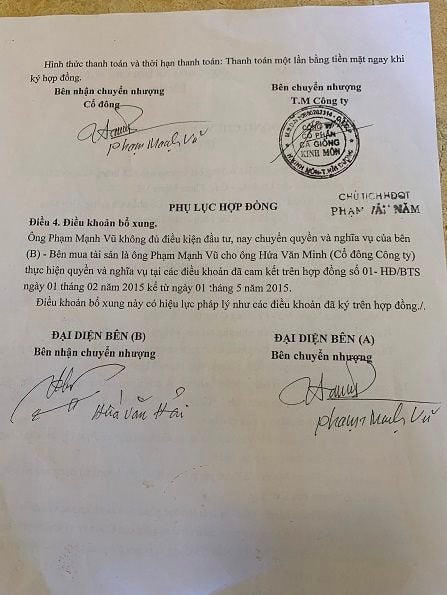 Hình thức thanh toán và thời hạn thanh toán: Thanh toán một lần bằng tiền mặt ngay khi
ký hợp đồng.
Bên nhận chuyển nhượng
Cổ đông
Bên chuyển nhượng
T.M Công ty
Phạm Mạnh Vũ
CÔNG TY
CỔ PHẦN
CÁ GIỐNG
KINH MÔN
CHỦ TỊCH HĐQT
PHẠM NĂM
PHỤ LỤC HỢP ĐỒNG
Điều 4. Điều khoản bổ xung.
Ông Phạm Mạnh Vũ không đủ điều kiện đầu tư, nay chuyển quyền và nghĩa vụ của bên
(B) - Bên mua tài sản là ông Phạm Mạnh Vũ cho ông Hứa Văn Minh (Cổ đông Công ty)
thực hiện quyền và nghĩa vụ tại các điều khoản đã cam kết trên hợp đồng số 01- HĐ/BTS
ngày 01 tháng 02 năm 2015 kể từ ngày 01 tháng 5 năm 2015.
Điều khoản bổ xung này có hiệu lực pháp lý như các điều khoản đã ký trên hợp đồng./.
ĐẠI DIỆN BÊN (B)
Bên nhận chuyển nhượng
ĐẠI DIỆN BÊN (A)
Bên chuyển nhượng
Hứa Văn Hải
Phạm Mạnh Vũ